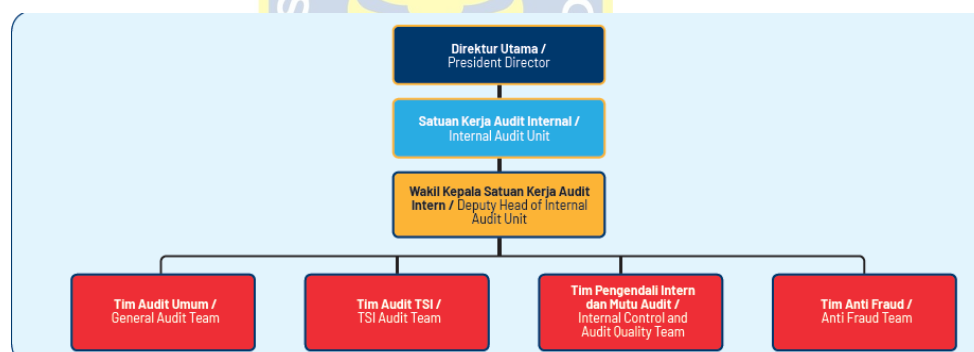 Direktur Utama /
President Director
Satuan Kerja Audit Internal /
Internal Audit Unit
Wakil Kepala Satuan Kerja Audit
Intern / Deputy Head of Internal
Audit Unit
Tim Audit Umum /
General Audit Team
Tim Audit TSI /
TSI Audit Team
Tim Pengendali Intern
dan Mutu Audit /
Internal Control and
Audit Quality Team
Tim Anti Fraud /
Anti Fraud Team